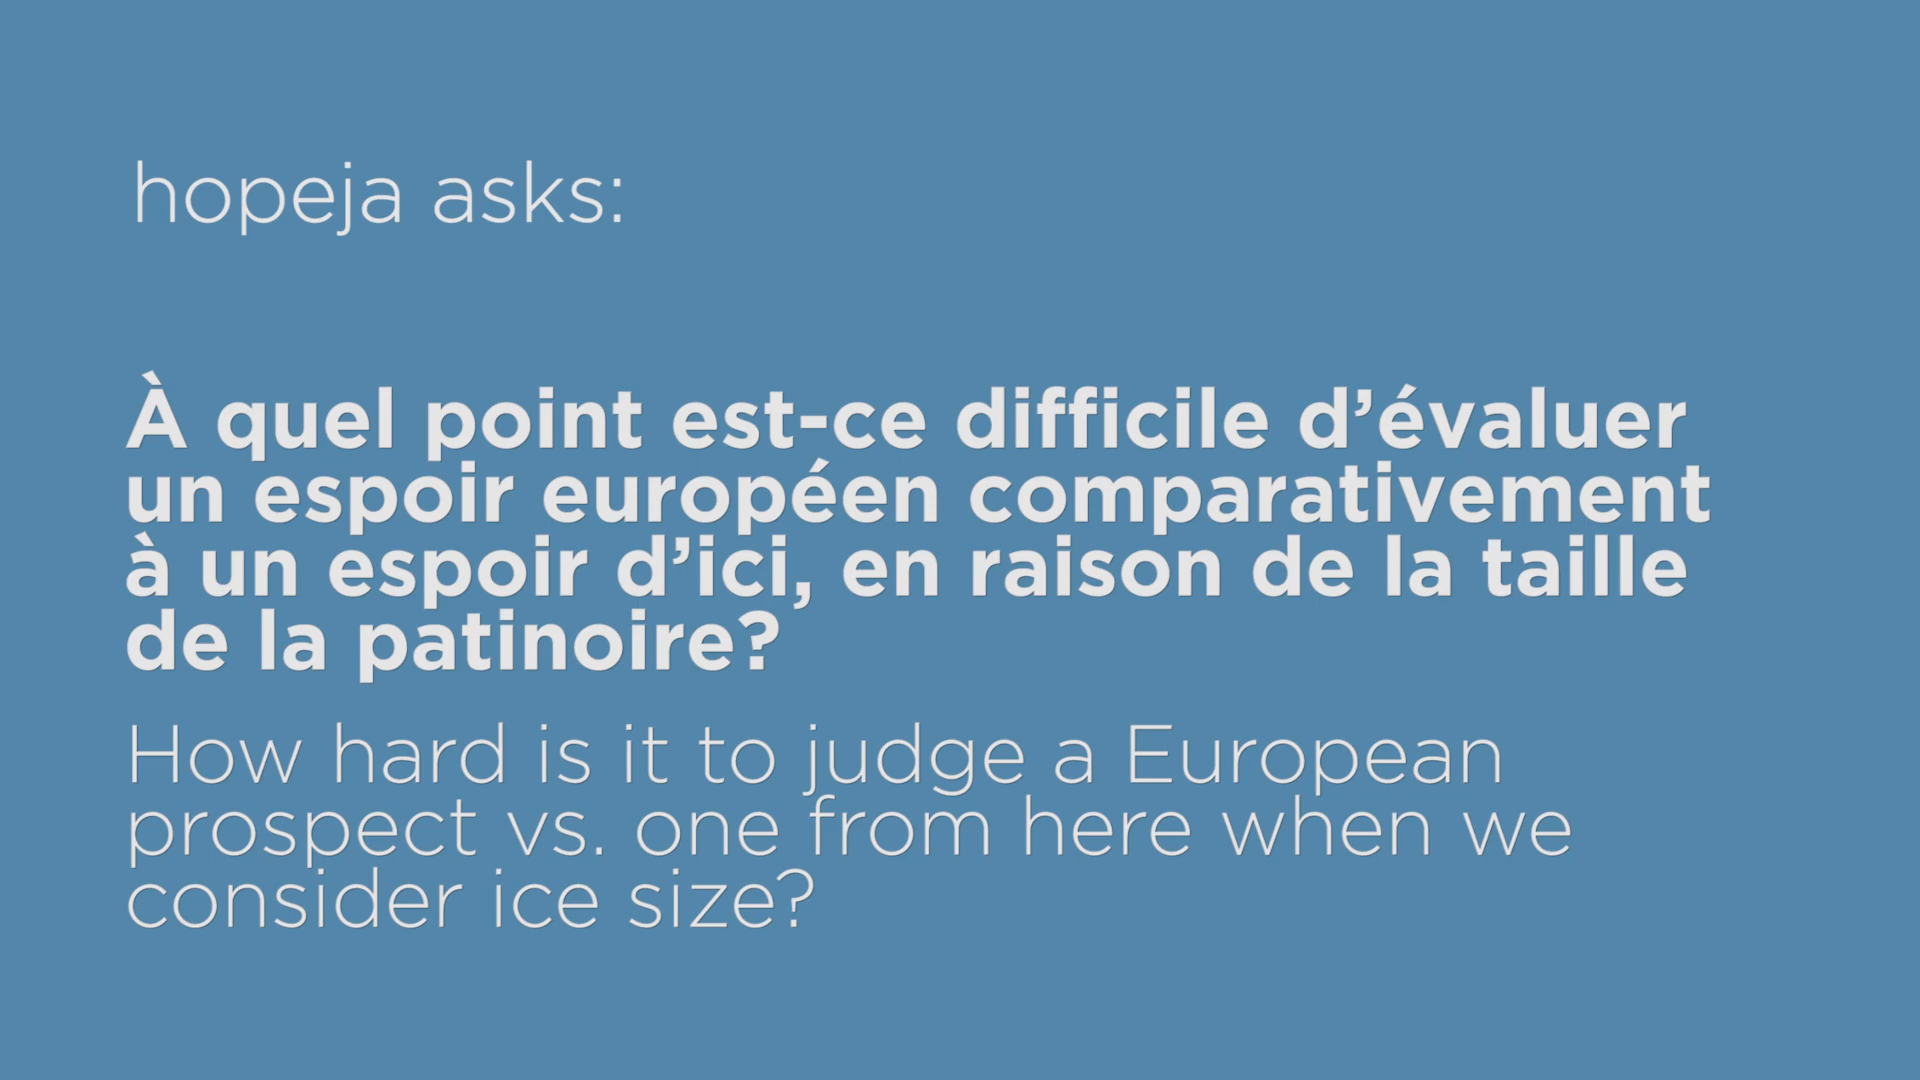 hopeja asks:
À quel point est-ce difficile d’évaluer
un espoir européen comparativement
à un espoir d’ici, en raison de la taille
de la patinoire?
How hard is it to judge a European
prospect vs. one from here when we
consider ice size?